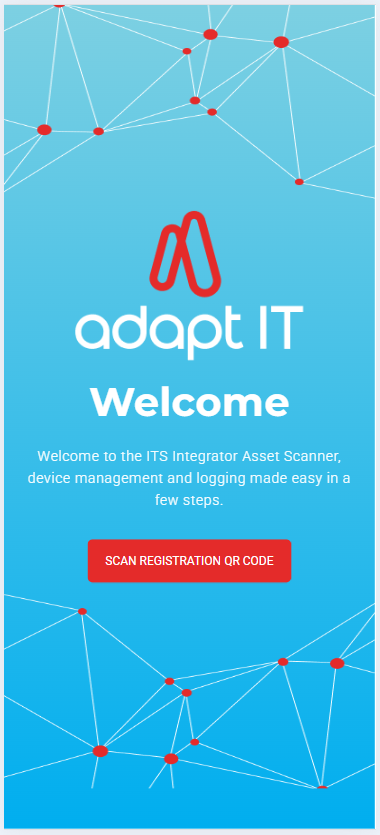 adapt IT
Welcome
Welcome to the ITS Integrator Asset Scanner,
device management and logging made easy in a
few steps.
SCAN REGISTRATION QR CODE